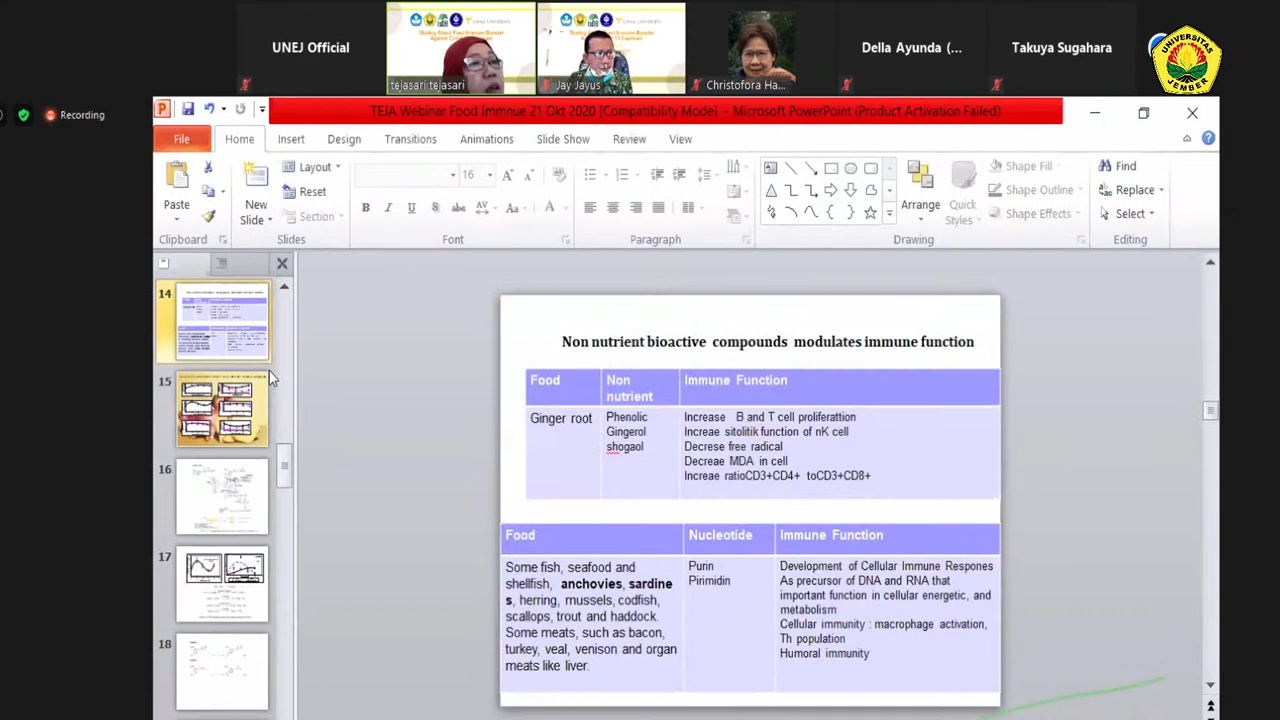 UNEJ Official
tejasari tejasari
Jay Jayus
Christofora Ha...
Della Ayunda (...
Takuya Sugahara
UNIVERSITAS
JEMBER
Recording
TEJA Webinar Food Immnue 21 Okt 2020 [Compatibility Mode] - Microsoft PowerPoint (Product Activation Failed)
File
Home
Insert
Design
Transitions
Animations
Slide Show
Review
View
Paste
New
Slide
Layout
Reset
Section
16
Arrange
Quick
Styles
Shape Fill
Shape Outline
Shape Effects
Find
Replace
Select
Clipboard
Slides
Font
Paragraph
Drawing
Editing
14
15
16
17
18
Non nutrient bioactive compounds modulates immune function
Food
Non
nutrient
Immune Function
Ginger root
Phenolic
Gingerol
shogaol
Increase B and T cell proliferattion
Increae sitolitik function of nK cell
Decrese free radical
Decreae MDA in cell
Increae ratioCD3+CD4+ toCD3+CD8+
Food
Nucleotide
Immune Function
Some fish, seafood and
shellfish, anchovies, sardine
s, herring, mussels, codfish,
scallops, trout and haddock.
Some meats, such as bacon,
turkey, veal, venison and organ
meats like liver.
Purin
Pirimidin
Development of Cellular Immune Respones
As precursor of DNA and RNA that
important function in cellular energetic, and
metabolism
Cellular immunity : macrophage activation,
Th population
Humoral immunity